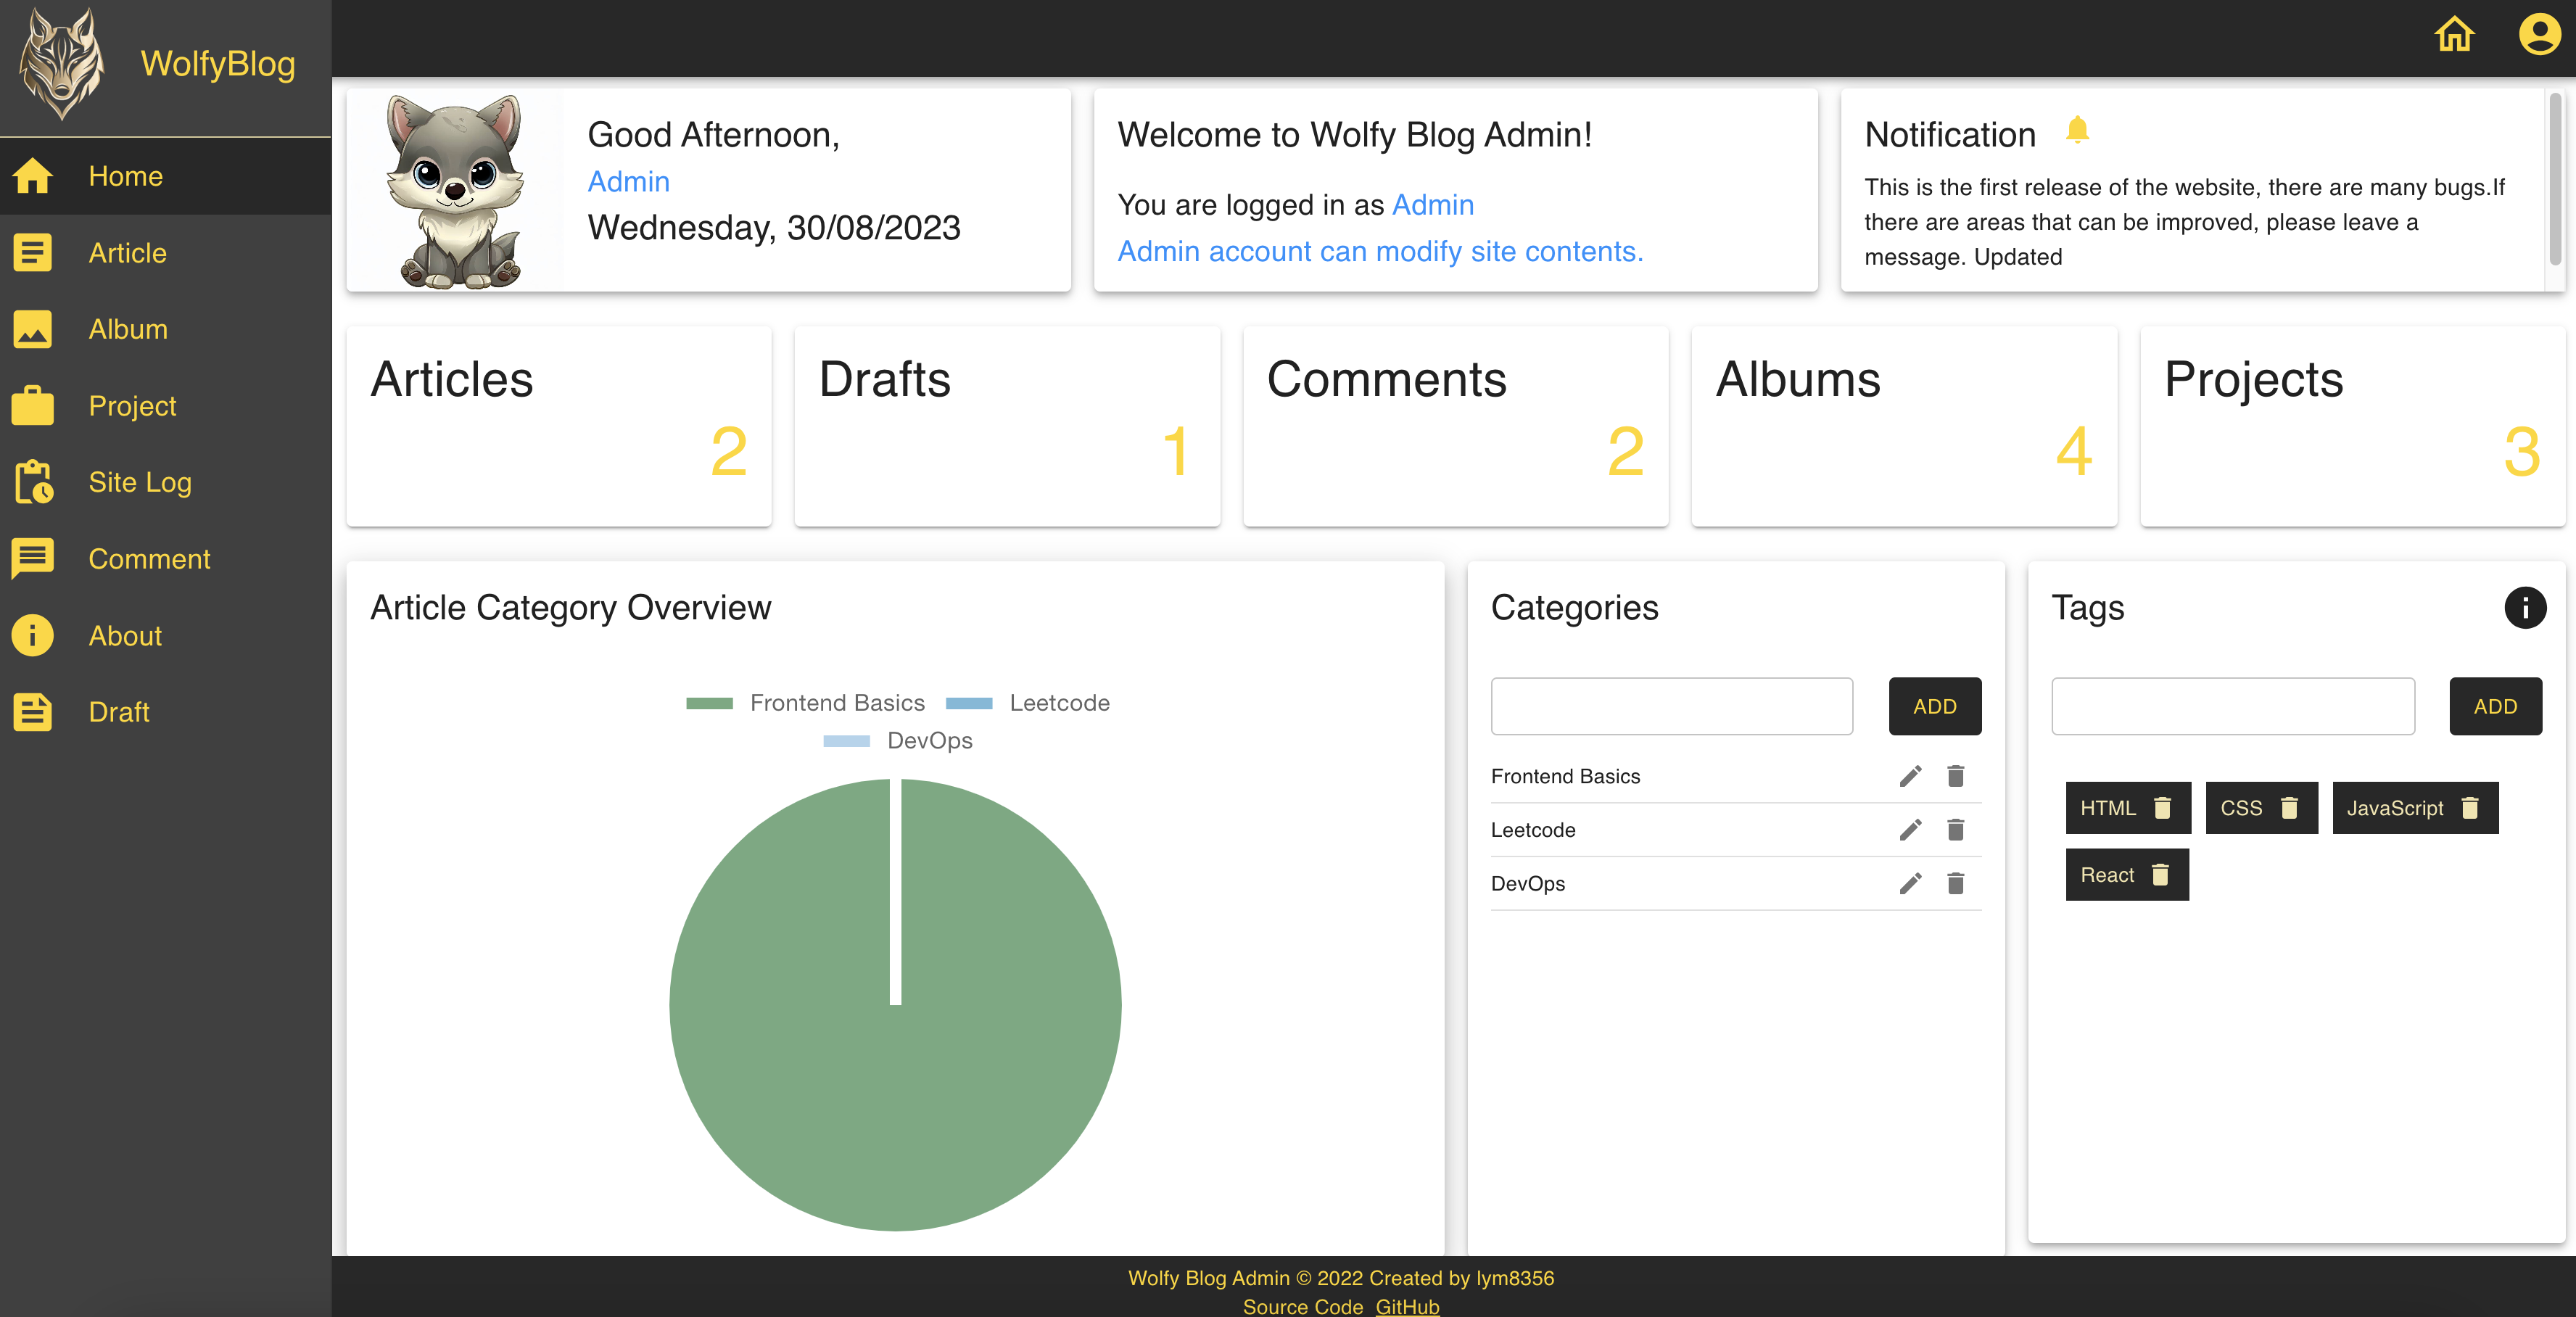 WolfyBlog
Home
Article
Album
Project
Site Log
Comment
About
Draft
Good Afternoon,
Admin
Wednesday, 30/08/2023
Welcome to Wolfy Blog Admin!
You are logged in as Admin
Admin account can modify site contents.
Notification
This is the first release of the website, there are many bugs.If
there are areas that can be improved, please leave a
message. Updated
Articles
2
Drafts
1
Comments
2
Albums
4
Projects
3
Article Category Overview
Frontend Basics Leetcode
DevOps
Categories
ADD
Frontend Basics
Leetcode
DevOps
Tags
ADD
HTML CSS JavaScript
React
Wolfy Blog Admin © 2022 Created by lym8356
Source Code GitHub